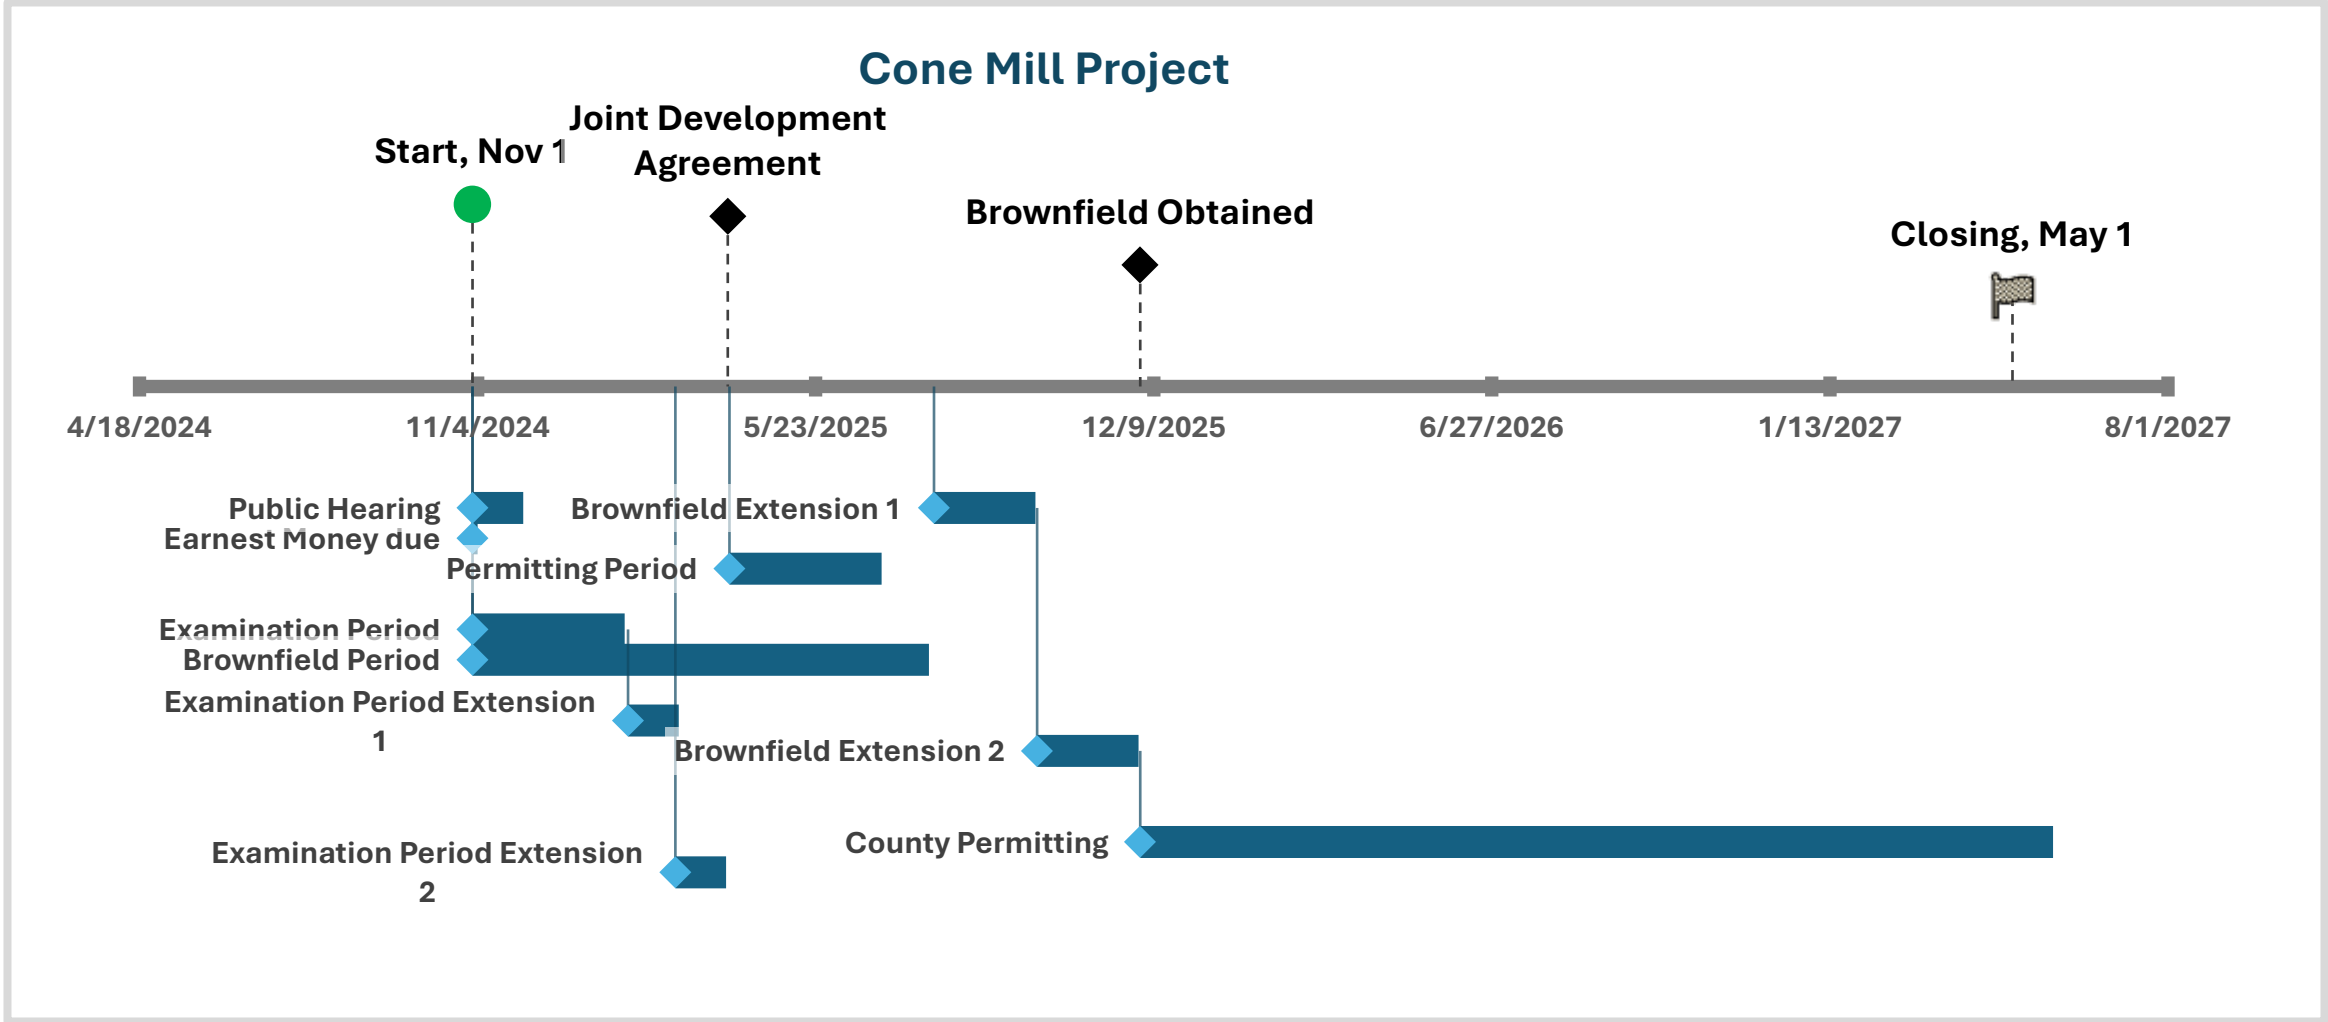 Cone Mill Project
Joint Development
Agreement
Start, Nov 1
Brownfield Obtained
Closing, May 1
4/18/2024
11/4/2024
5/23/2025
12/9/2025
6/27/2026
1/13/2027
8/1/2027
Public Hearing
Brownfield Extension 1
Earnest Money due
Permitting Period
Examination Period
Brownfield Period
Examination Period Extension
1
Brownfield Extension 2
County Permitting
Examination Period Extension
2